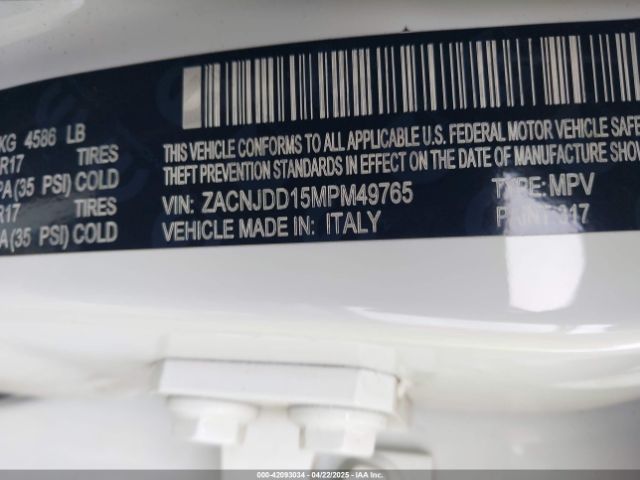 KG 4586 LB
R17 TIRES
PA (35 PSI) COLD
R17 TIRES
A (35 PSI) COLD
THIS VEHICLE CONFORMS TO ALL APPLICABLE U.S. FEDERAL MOTOR VEHICLE SAFE
THEFT PREVENTION STANDARDS IN EFFECT ON THE DATE OF MANUFACTURE SHOW
VIN: ZACNJDD15MPM49765 TYPE: MPV
VEHICLE MADE IN: ITALY PAINT: 317
000-42093034 - 04/22/2025 - IAA Inc.